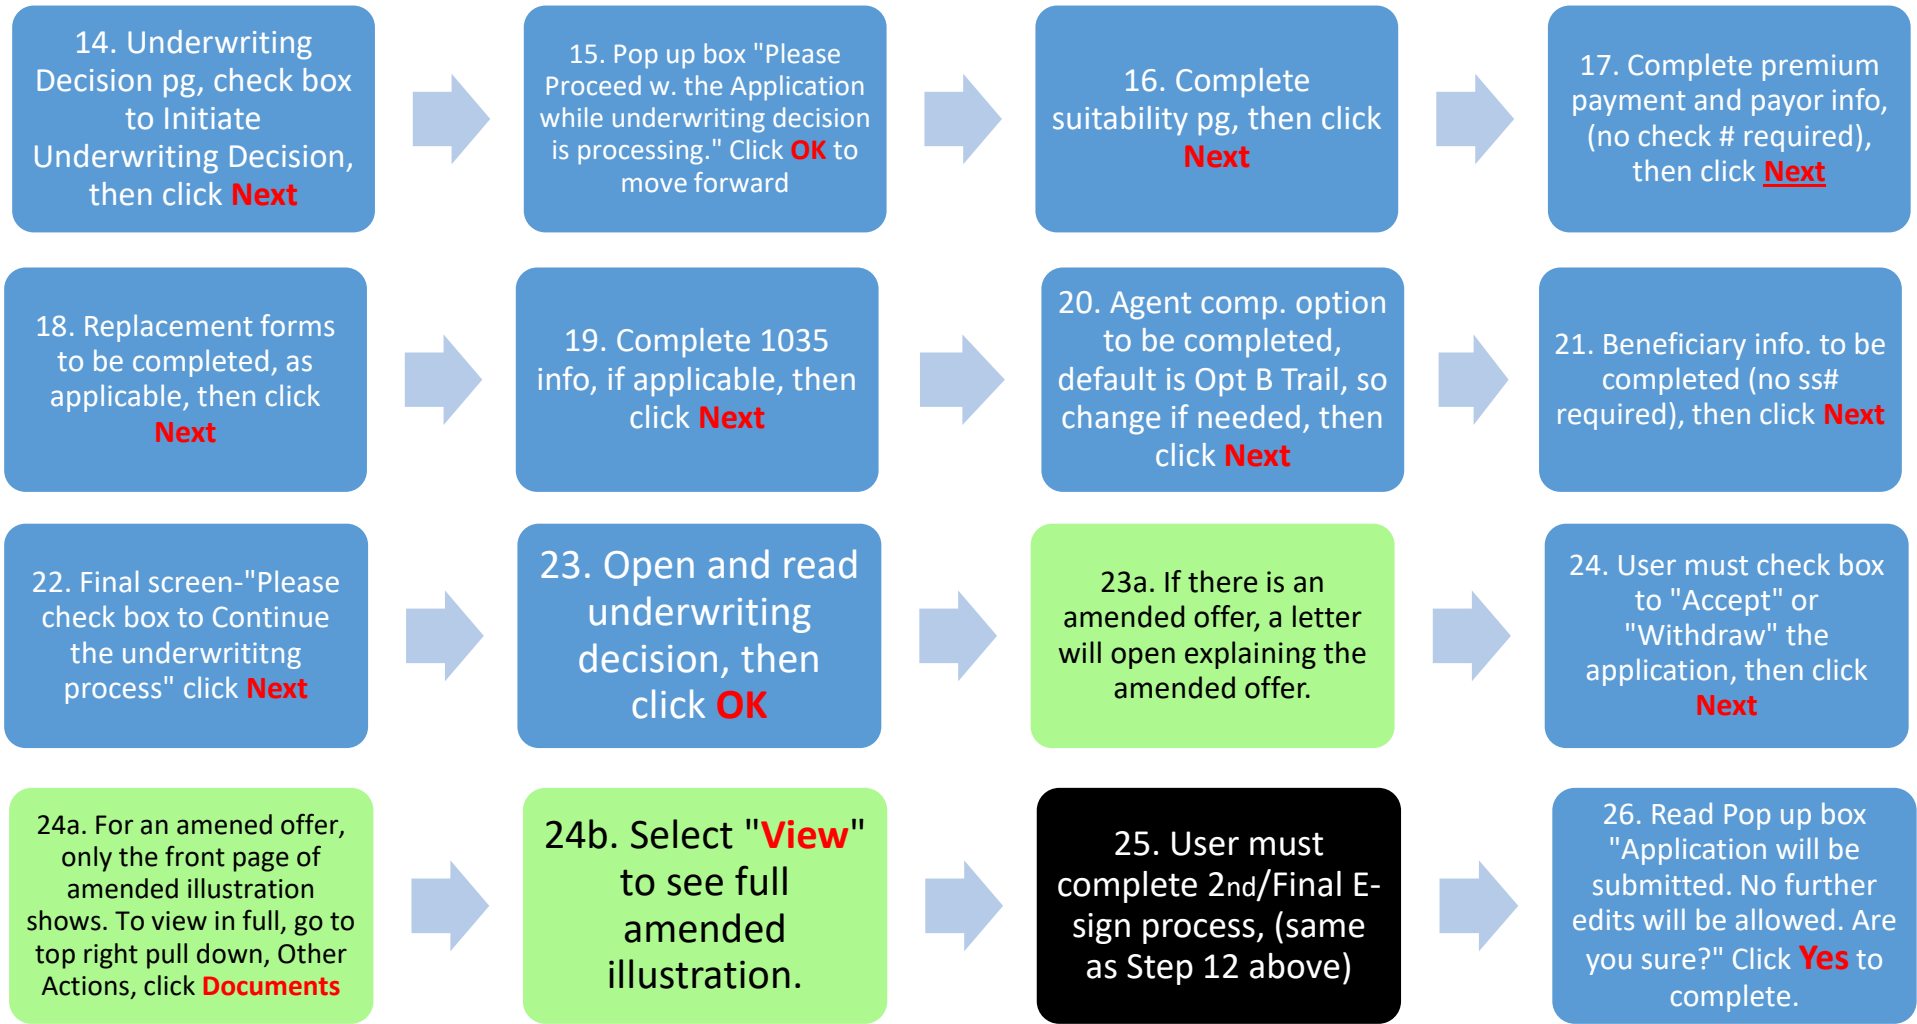 14. Underwriting
Decision pg, check box
to Initiate
Underwriting Decision,
then click Next
15. Pop up box "Please
Proceed w. the Application
while underwriting decision
is processing." Click OK to
move forward
16. Complete
suitability pg, then click
Next
17. Complete premium
payment and payor info,
(no check # required),
then click Next
18. Replacement forms
to be completed, as
applicable, then click
Next
19. Complete 1035
info, if applicable, then
click Next
20. Agent comp. option
to be completed,
default is Opt B Trail, so
change if needed, then
click Next
21. Beneficiary info. to be
completed (no ss#
required), then click Next
22. Final screen-"Please
check box to Continue
the underwrititng
process" click Next
23. Open and read
underwriting
decision, then
click OK
23a. If there is an
amended offer, a letter
will open explaining the
amended offer.
24. User must check box
to "Accept" or
"Withdraw" the
application, then click
Next
24a. For an amened offer,
only the front page of
amended illustration
shows. To view in full, go to
top right pull down, Other
Actions, click Documents
24b. Select "View"
to see full
amended
illustration.
25. User must
complete 2nd/Final E-
sign process, (same
as Step 12 above)
26. Read Pop up box
"Application will be
submitted. No further
edits will be allowed. Are
you sure?" Click Yes to
complete.